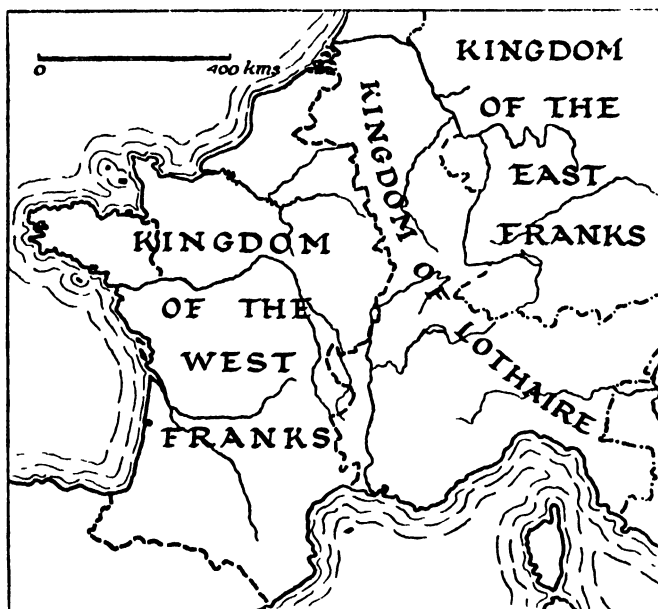 0 400 kms
KINGDOM
OF THE
EAST
FRANKS
KINGDOM OF LOTHAIRE
KINGDOM
OF THE
WEST
FRANKS